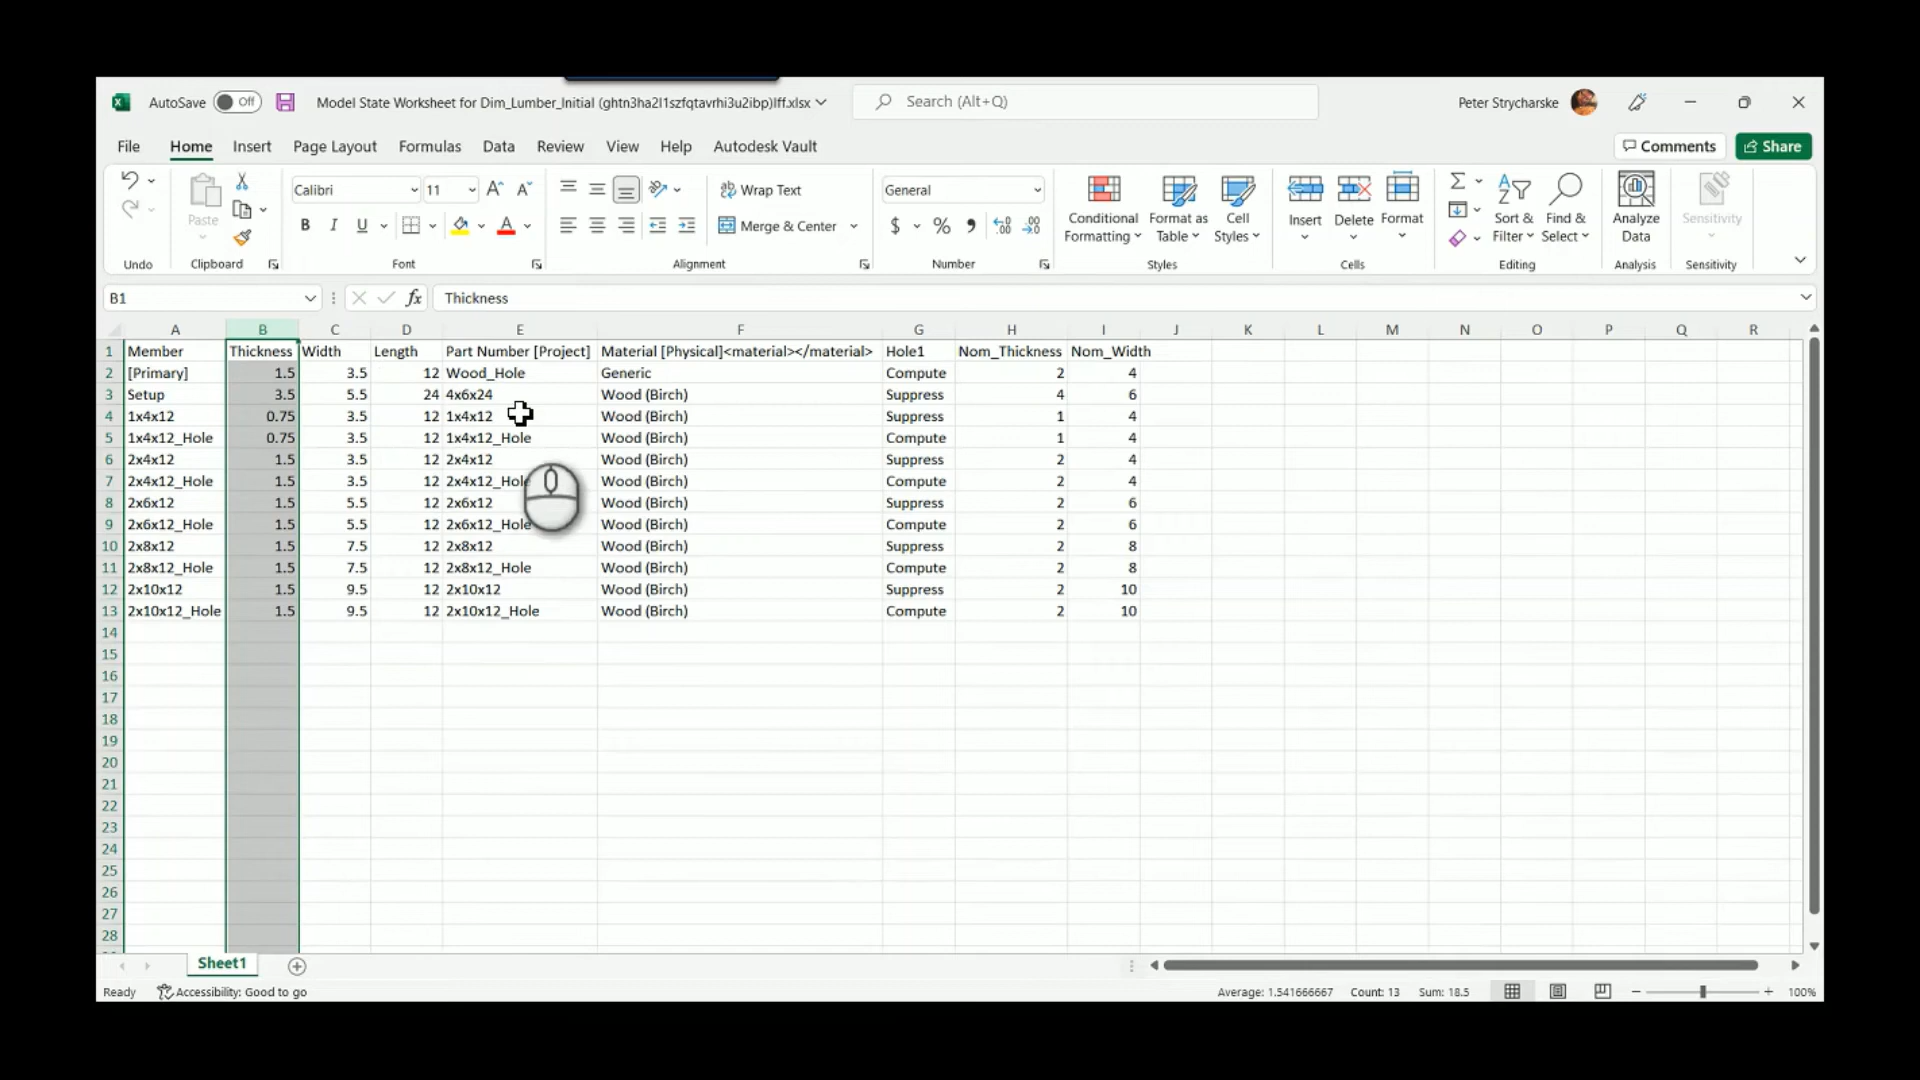 AutoSave Off Model State Worksheet for Dim_Lumber_Initial (ghtn3ha2l1szfqtavrhi3u2ibp)lff.xlsx Search (Alt+Q) Peter Strycharske
File Home Insert Page Layout Formulas Data Review View Help Autodesk Vault Comments Share
Paste Calibri 11 Wrap Text General Conditional Formatting Format as Table Cell Styles Insert Delete Format Sort & Filter Find & Select Analyze Data Sensitivity
B I U A Merge & Center $ %
Undo Clipboard Font Alignment Number Styles Cells Editing Analysis Sensitivity
B1 fx Thickness
A B C D E F G H I J K L M N O P Q R
1 Member Thickness Width Length Part Number [Project] Material [Physical]<material></material> Hole1 Nom_Thickness Nom_Width
2 [Primary] 1.5 3.5 12 Wood_Hole Generic Compute 2 4
3 Setup 3.5 5.5 24 4x6x24 Wood (Birch) Suppress 4 6
4 1x4x12 0.75 3.5 12 1x4x12 Wood (Birch) Suppress 1 4
5 1x4x12_Hole 0.75 3.5 12 1x4x12_Hole Wood (Birch) Compute 1 4
6 2x4x12 1.5 3.5 12 2x4x12 Wood (Birch) Suppress 2 4
7 2x4x12_Hole 1.5 3.5 12 2x4x12_Hole Wood (Birch) Compute 2 4
8 2x6x12 1.5 5.5 12 2x6x12 Wood (Birch) Suppress 2 6
9 2x6x12_Hole 1.5 5.5 12 2x6x12_Hole Wood (Birch) Compute 2 6
10 2x8x12 1.5 7.5 12 2x8x12 Wood (Birch) Suppress 2 8
11 2x8x12_Hole 1.5 7.5 12 2x8x12_Hole Wood (Birch) Compute 2 8
12 2x10x12 1.5 9.5 12 2x10x12 Wood (Birch) Suppress 2 10
13 2x10x12_Hole 1.5 9.5 12 2x10x12_Hole Wood (Birch) Compute 2 10
14
15
16
17
18
19
20
21
22
23
24
25
26
27
28
Sheet1
Ready Accessibility: Good to go Average: 1.541666667 Count: 13 Sum: 18.5 100%